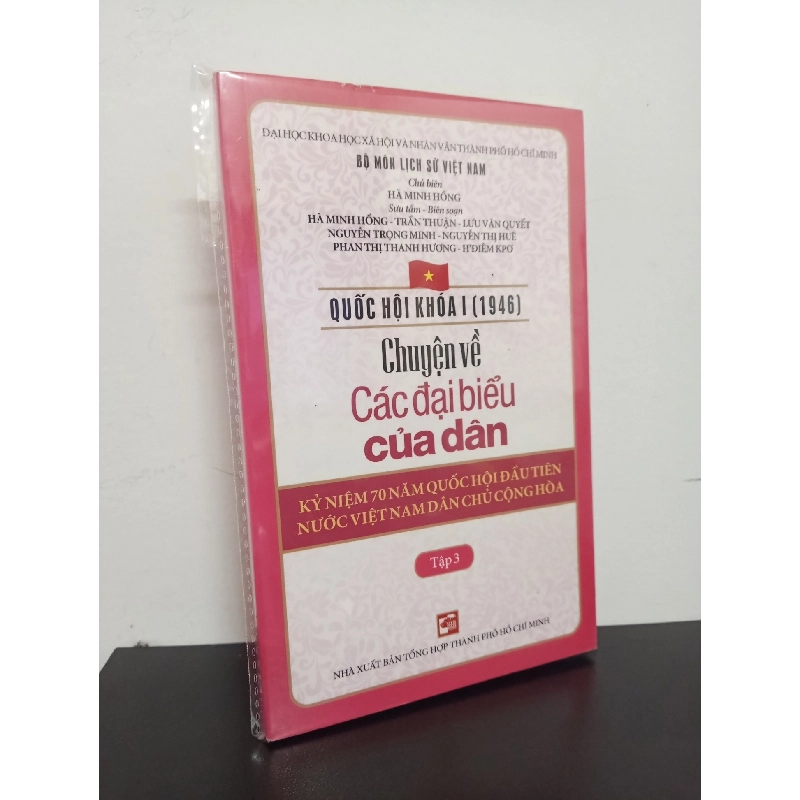 ĐẠI HỌC KHOA HỌC XÃ HỘI VÀ NHÂN VĂN THÀNH PHỐ HỒ CHÍ MINH
BỘ MÔN LỊCH SỬ VIỆT NAM
Chủ biên
HÀ MINH HỒNG
Sưu tầm - Biên soạn
HÀ MINH HỒNG - TRẦN THUẬN - LƯU VĂN QUYẾT
NGUYỄN TRỌNG MINH - NGUYỄN THỊ HUỆ
PHAN THỊ THANH HƯƠNG - H'ĐIÊM KPƠ
QUỐC HỘI KHÓA I (1946)
Chuyện về
Các đại biểu
của dân
KỶ NIỆM 70 NĂM QUỐC HỘI ĐẦU TIÊN
NƯỚC VIỆT NAM DÂN CHỦ CỘNG HÒA
Tập 3
NHÀ XUẤT BẢN TỔNG HỢP THÀNH PHỐ HỒ CHÍ MINH